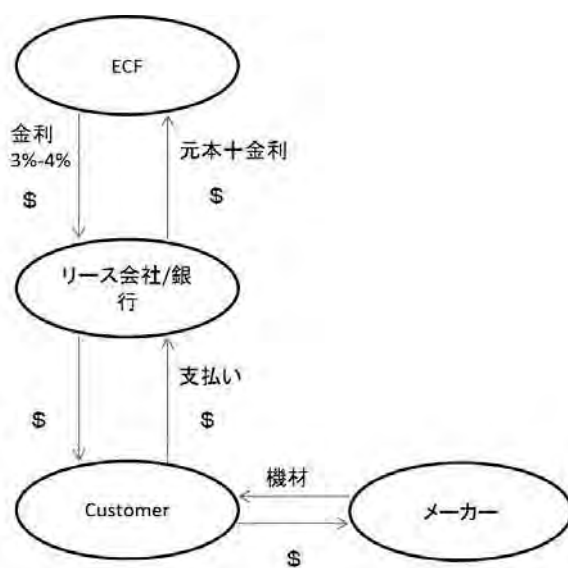 ECF
金利
3%-4%
元本＋金利
$
$
リース会社/銀
行
支払い
$
$
機材
Customer
メーカー
$